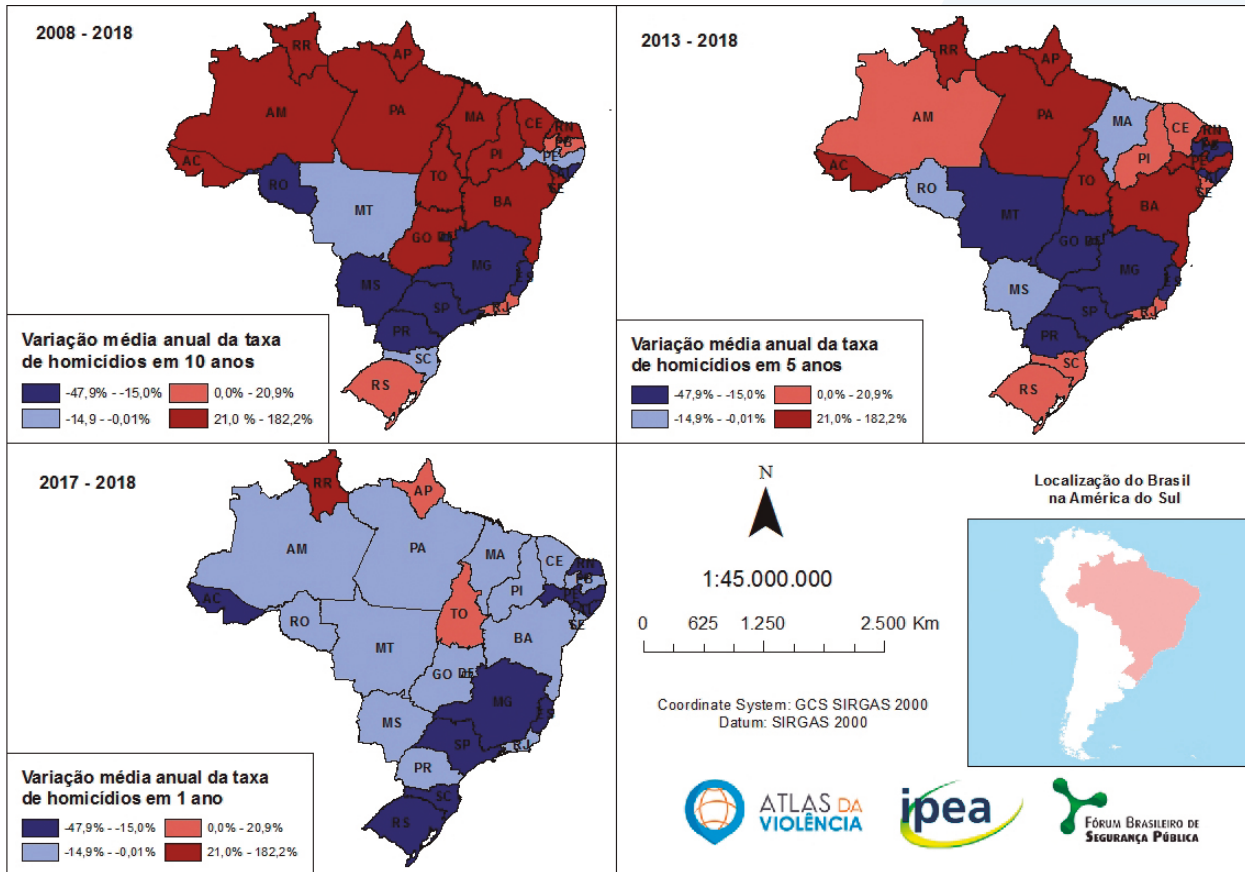 2008 - 2018
RR
AP
AM
PA
MA
CE
RN
PB
PE
PI
AC
AL
SE
TO
RO
BA
MT
GO DF
MG
ES
MS
SP
RJ
PR
SC
RS
Variação média anual da taxa
de homicídios em 10 anos
-47,9% - -15,0%
0,0% - 20,9%
-14,9 - -0,01%
21,0 % - 182,2%
2013 - 2018
RR
AP
AM
PA
MA
CE
RN
PB
PI
PE
AC
AL
SE
TO
RO
BA
MT
GO DF
MG
ES
MS
SP
RJ
PR
SC
RS
Variação média anual da taxa
de homicídios em 5 anos
-47,9% - -15,0%
0,0% - 20,9%
-14,9% - -0,01%
21,0% - 182,2%
2017 - 2018
RR
AP
AM
PA
MA
CE
RN
PB
PI
PE
AC
AL
SE
TO
RO
BA
MT
GO DF
MG
ES
MS
SP
RJ
PR
SC
RS
Variação média anual da taxa
de homicídios em 1 ano
-47,9% - -15,0%
0,0% - 20,9%
-14,9% - -0,01%
21,0% - 182,2%
N
1:45.000.000
0 625 1.250 2.500 Km
Coordinate System: GCS SIRGAS 2000
Datum: SIRGAS 2000
Localização do Brasil
na América do Sul
ATLAS DA
VIOLÊNCIA
ipea
FÓRUM BRASILEIRO DE
SEGURANÇA PÚBLICA